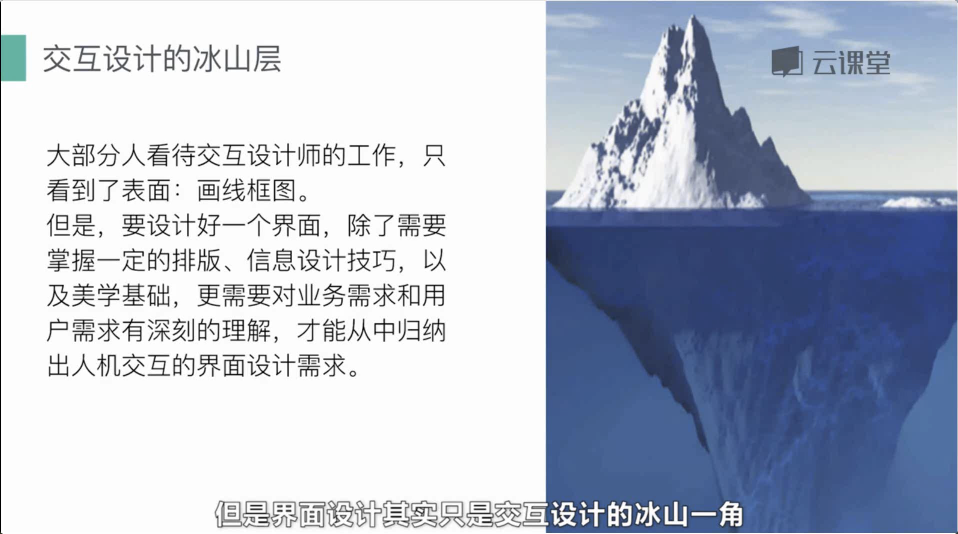 交互设计的冰山层
云课堂
大部分人看待交互设计师的工作，只
看到了表面：画线框图。
但是，要设计好一个界面，除了需要
掌握一定的排版、信息设计技巧，以
及美学基础，更需要对业务需求和用
户需求有深刻的理解，才能从中归纳
出人机交互的界面设计需求。
但是界面设计其实只是交互设计的冰山一角